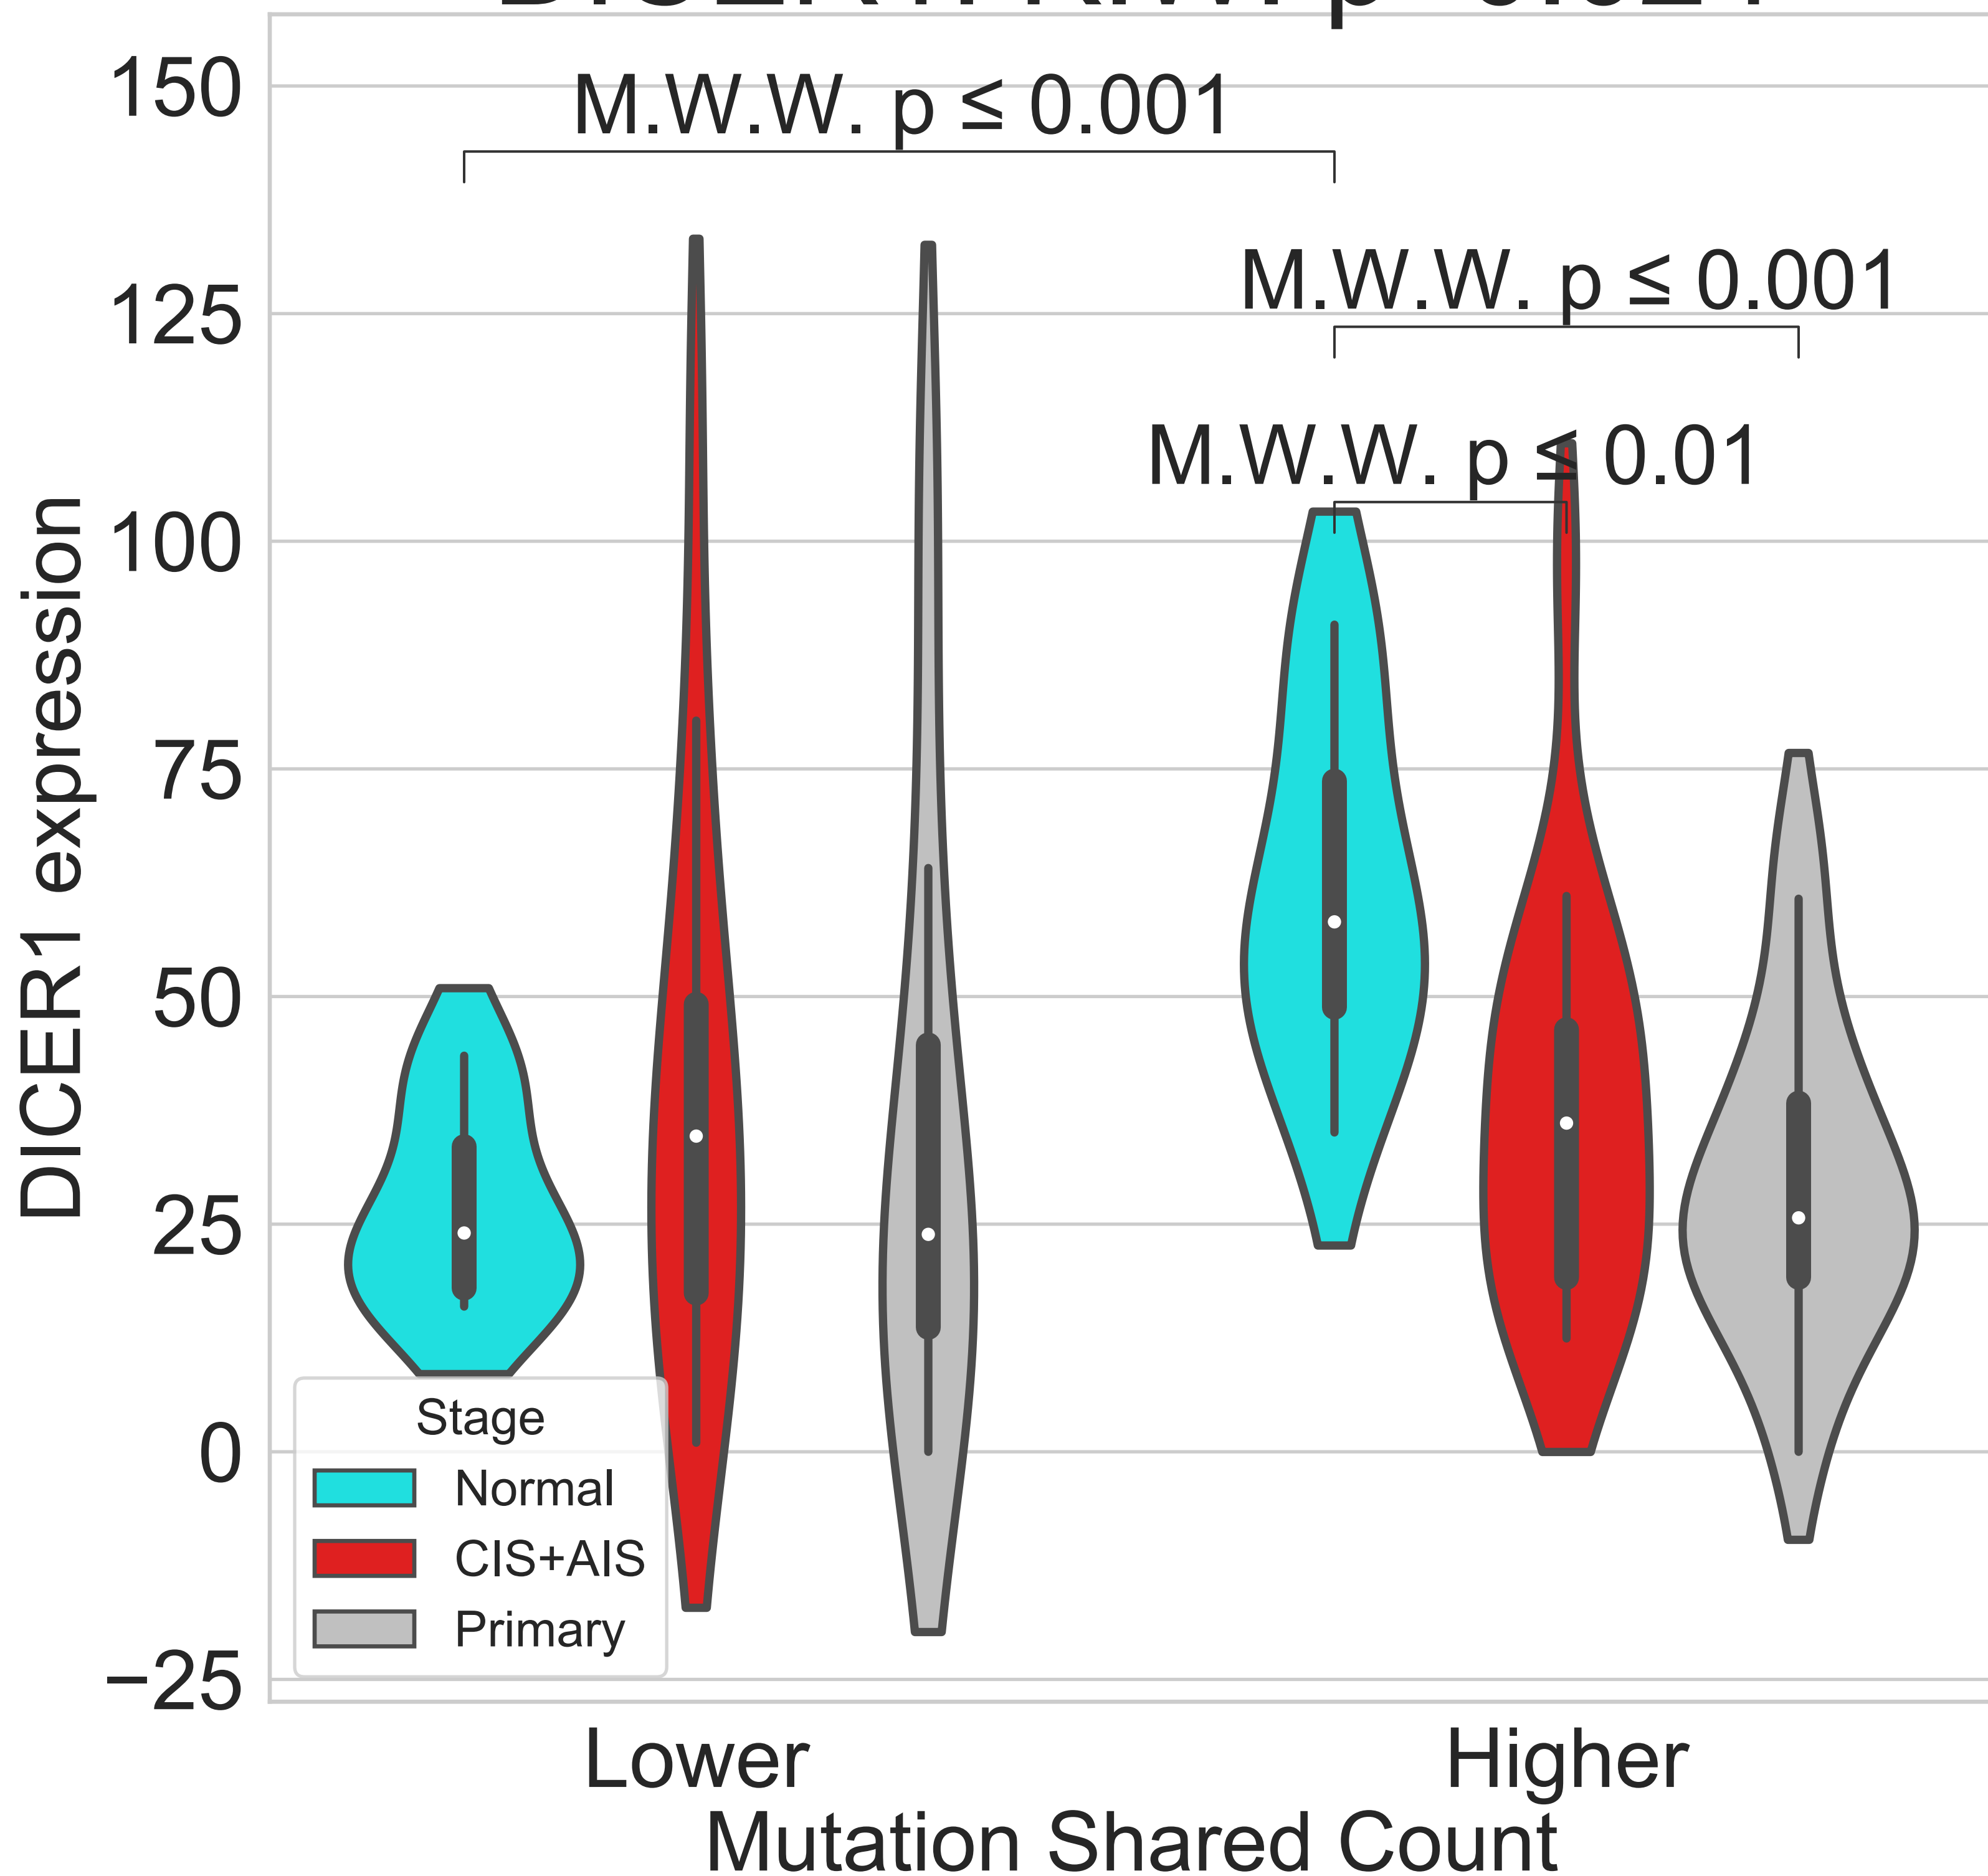 150
M.W.W. p ≤ 0.001
M.W.W. p ≤ 0.001
125
M.W.W. p ≤ 0.01
100
75
50
25
0
−25
DICER1 expression
Stage
Normal
CIS+AIS
Primary
Lower
Higher
Mutation Shared Count